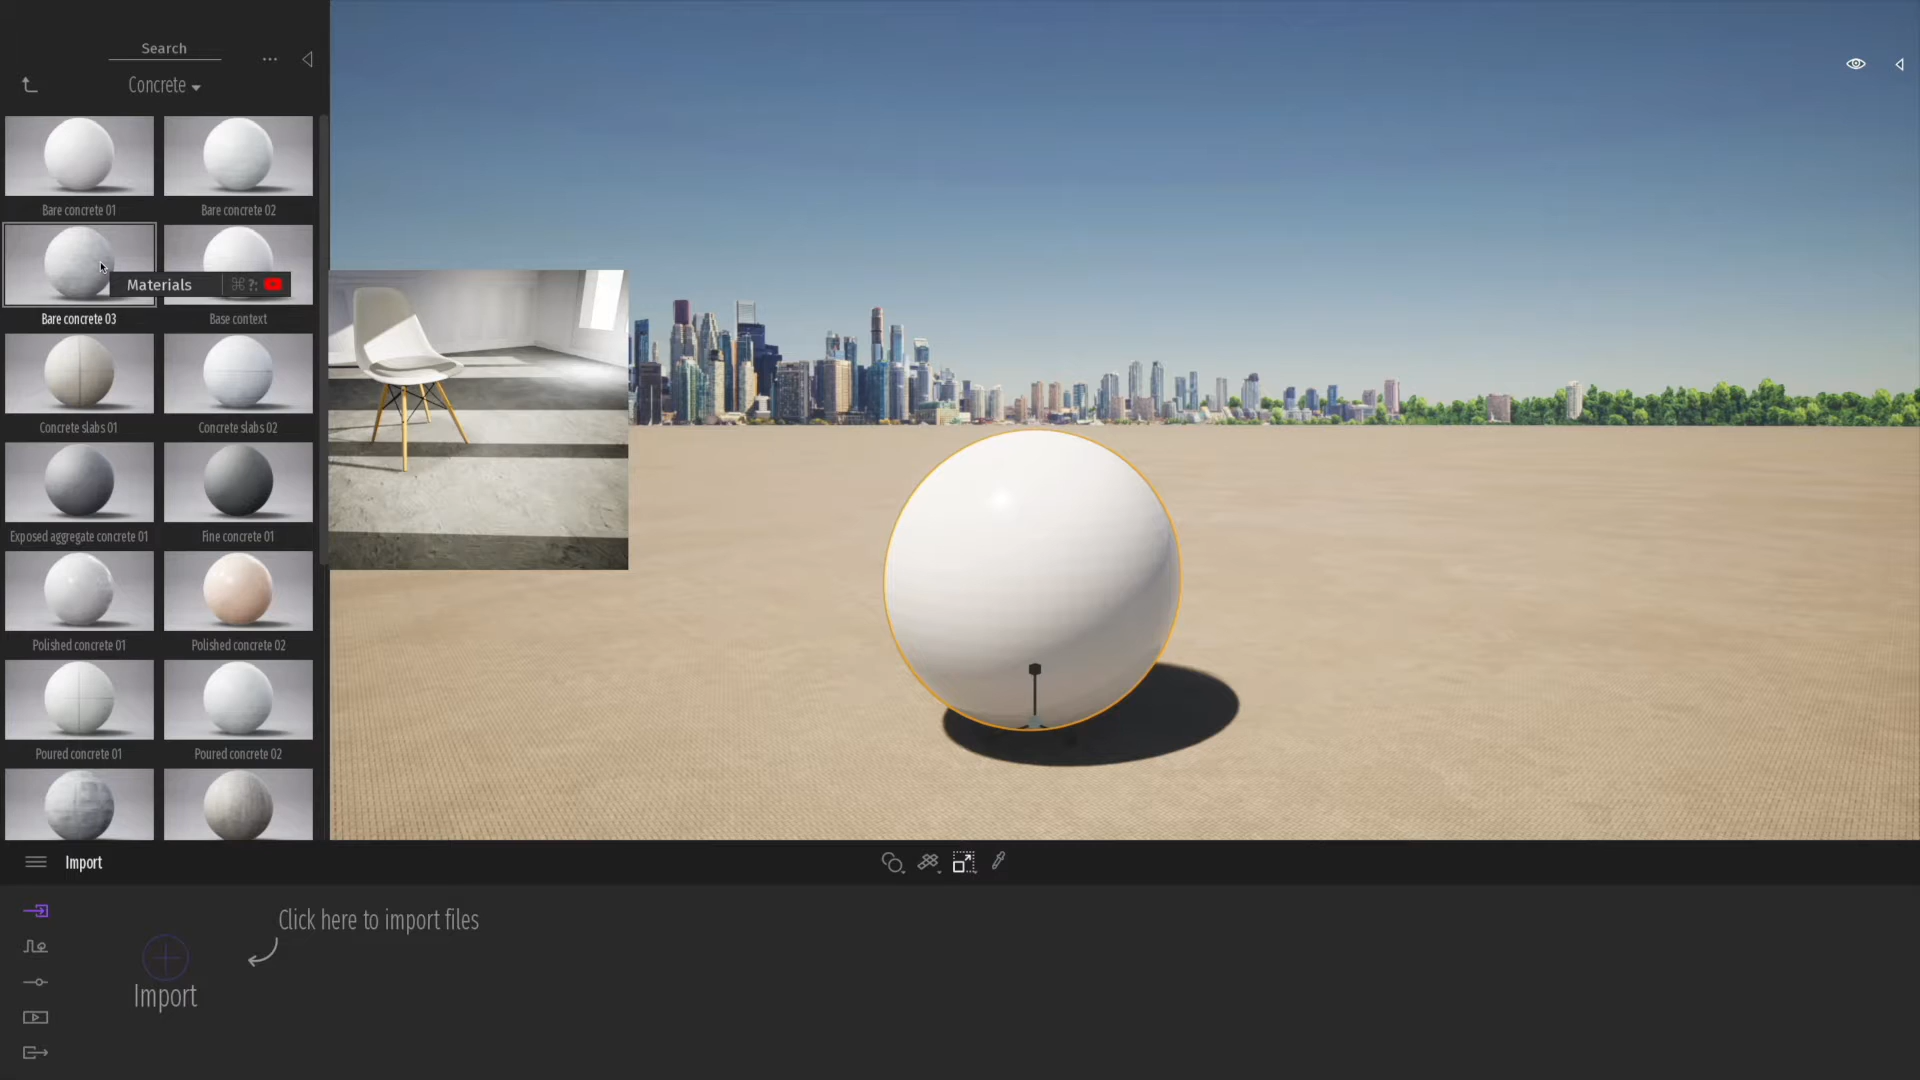 Search
...
Concrete
Bare concrete 01
Bare concrete 02
Materials
⌘?:
Bare concrete 03
Base context
Concrete slabs 01
Concrete slabs 02
Exposed aggregate concrete 01
Fine concrete 01
Polished concrete 01
Polished concrete 02
Poured concrete 01
Poured concrete 02
Import
Click here to import files
Import